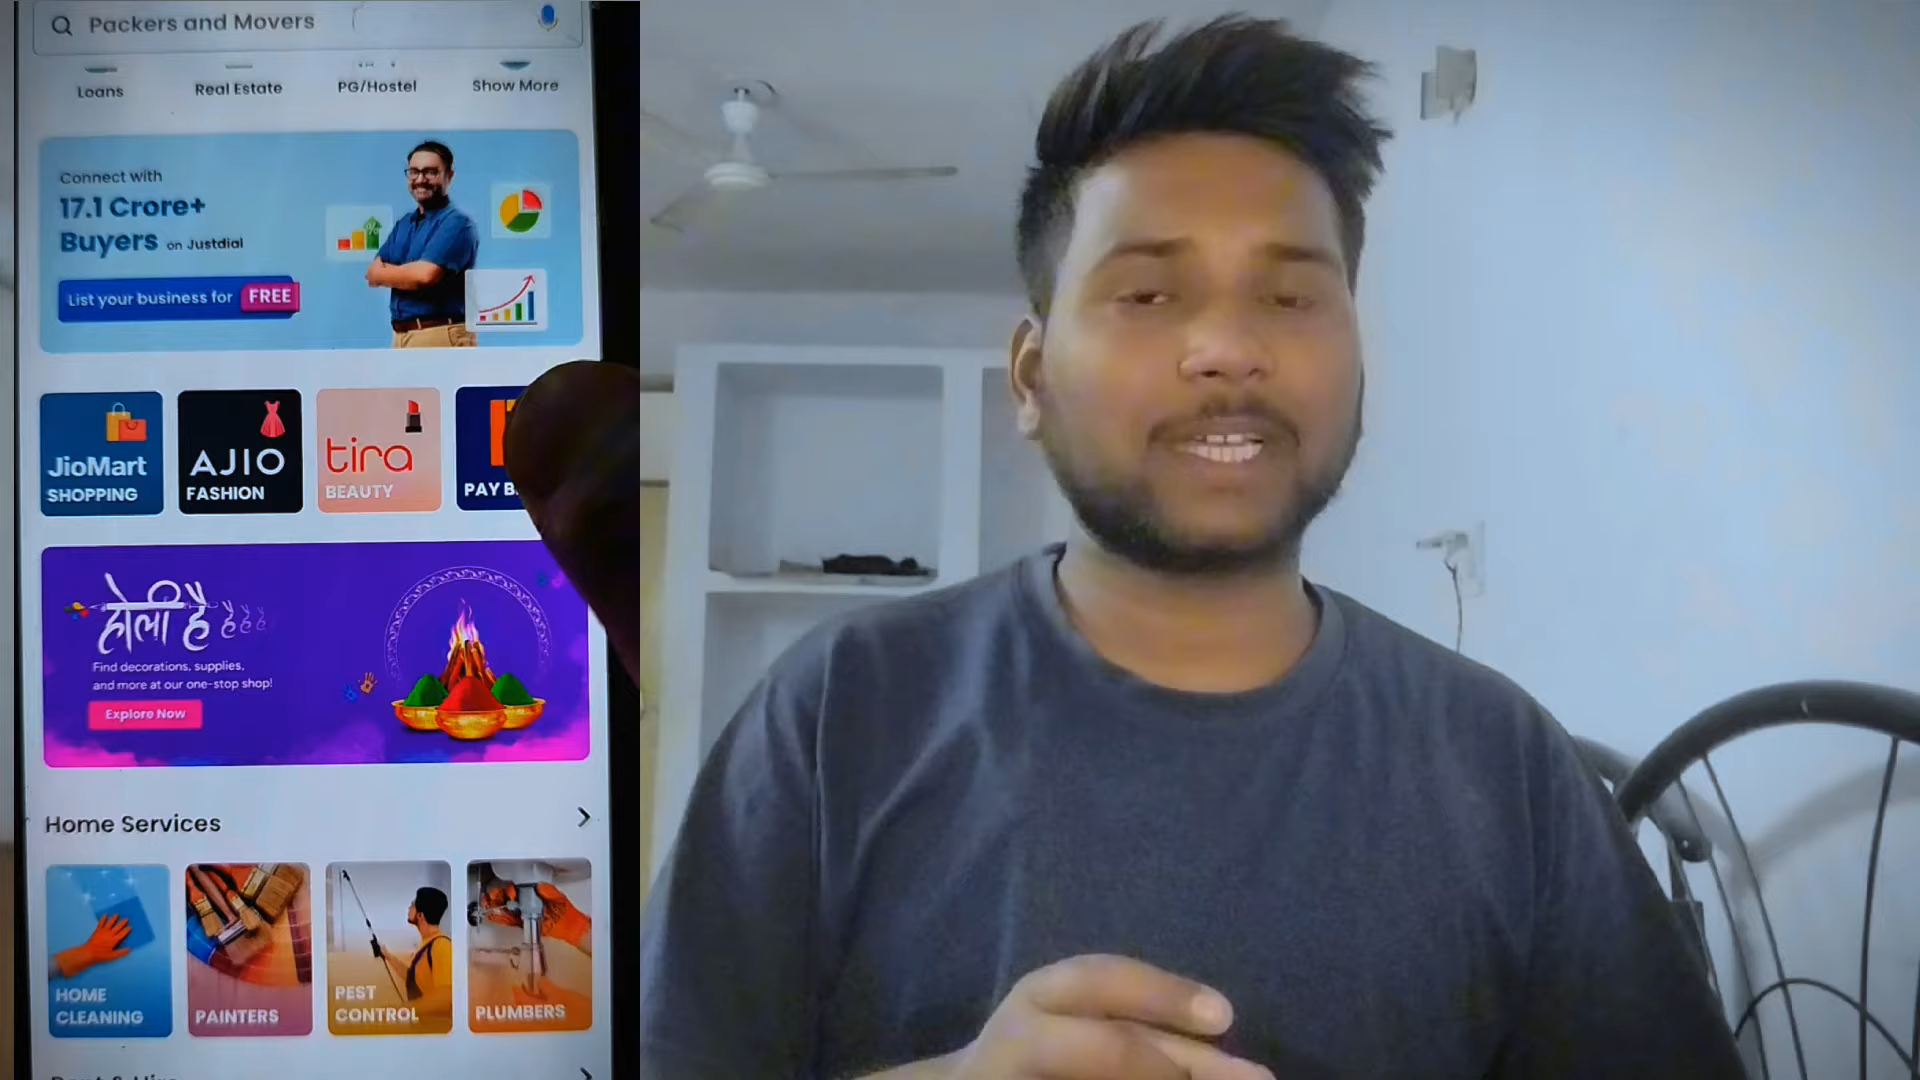 Packers and Movers
Loans
Real Estate
PG/Hostel
Show More
Connect with
17.1 Crore+
Buyers on Justdial
List your business for FREE
JioMart
SHOPPING
AJIO
FASHION
tira
BEAUTY
PAY
होली है है है है
Find decorations, supplies,
and more at our one-stop shop!
Explore Now
Home Services
HOME
CLEANING
PAINTERS
PEST
CONTROL
PLUMBERS